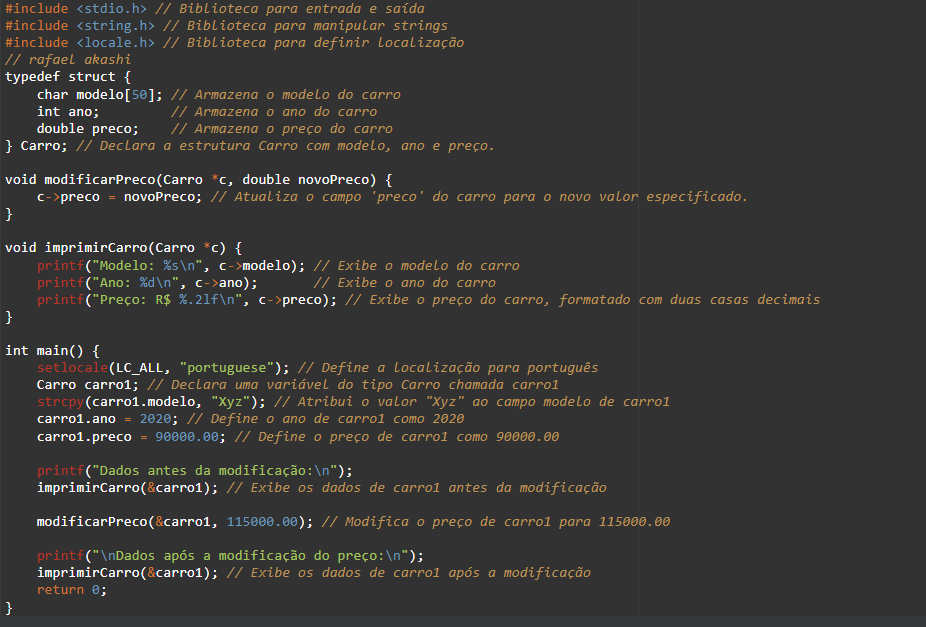 #include <stdio.h> // Biblioteca para entrada e saída
#include <string.h> // Biblioteca para manipular strings
#include <locale.h> // Biblioteca para definir localização
// rafael akashi
typedef struct {
    char modelo[50]; // Armazena o modelo do carro
    int ano;         // Armazena o ano do carro
    double preco;    // Armazena o preço do carro
} Carro; // Declara a estrutura Carro com modelo, ano e preço.

void modificarPreco(Carro *c, double novoPreco) {
    c->preco = novoPreco; // Atualiza o campo 'preco' do carro para o novo valor especificado.
}

void imprimirCarro(Carro *c) {
    printf("Modelo: %s\n", c->modelo); // Exibe o modelo do carro
    printf("Ano: %d\n", c->ano);       // Exibe o ano do carro
    printf("Preço: R$ %.2lf\n", c->preco); // Exibe o preço do carro, formatado com duas casas decimais
}

int main() {
    setlocale(LC_ALL, "portuguese"); // Define a localização para português
    Carro carro1; // Declara uma variável do tipo Carro chamada carro1
    strcpy(carro1.modelo, "Xyz"); // Atribui o valor "Xyz" ao campo modelo de carro1
    carro1.ano = 2020; // Define o ano de carro1 como 2020
    carro1.preco = 90000.00; // Define o preço de carro1 como 90000.00

    printf("Dados antes da modificação:\n");
    imprimirCarro(&carro1); // Exibe os dados de carro1 antes da modificação

    modificarPreco(&carro1, 115000.00); // Modifica o preço de carro1 para 115000.00

    printf("\nDados após a modificação do preço:\n");
    imprimirCarro(&carro1); // Exibe os dados de carro1 após a modificação
    return 0;
}